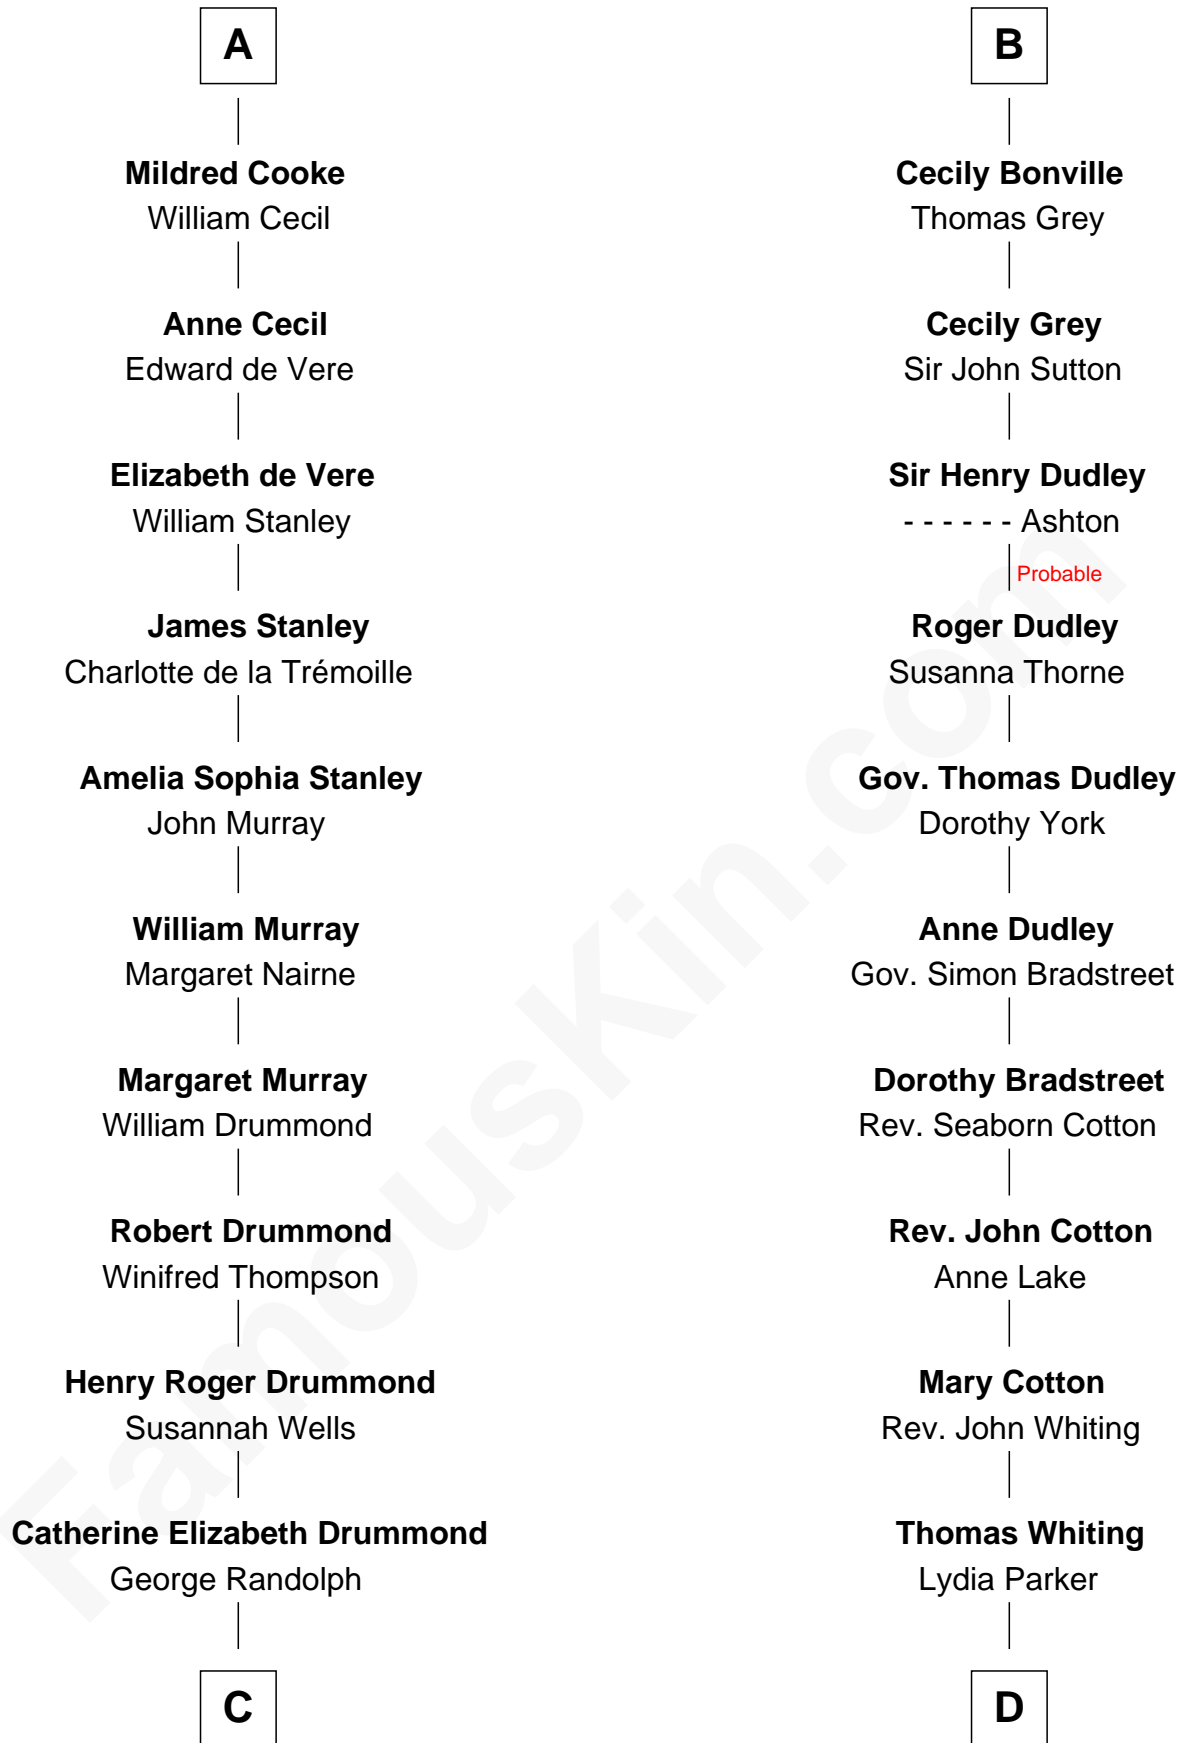 A
Mildred Cooke
William Cecil
Anne Cecil
Edward de Vere
Elizabeth de Vere
William Stanley
James Stanley
Charlotte de la Trémoille
Amelia Sophia Stanley
John Murray
William Murray
Margaret Nairne
Margaret Murray
William Drummond
Robert Drummond
Winifred Thompson
Henry Roger Drummond
Susannah Wells
Catherine Elizabeth Drummond
George Randolph
C
B
Cecily Bonville
Thomas Grey
Cecily Grey
Sir John Sutton
Sir Henry Dudley
- - - - - - Ashton
Probable
Roger Dudley
Susanna Thorne
Gov. Thomas Dudley
Dorothy York
Anne Dudley
Gov. Simon Bradstreet
Dorothy Bradstreet
Rev. Seaborn Cotton
Rev. John Cotton
Anne Lake
Mary Cotton
Rev. John Whiting
Thomas Whiting
Lydia Parker
D
FamousKin.com